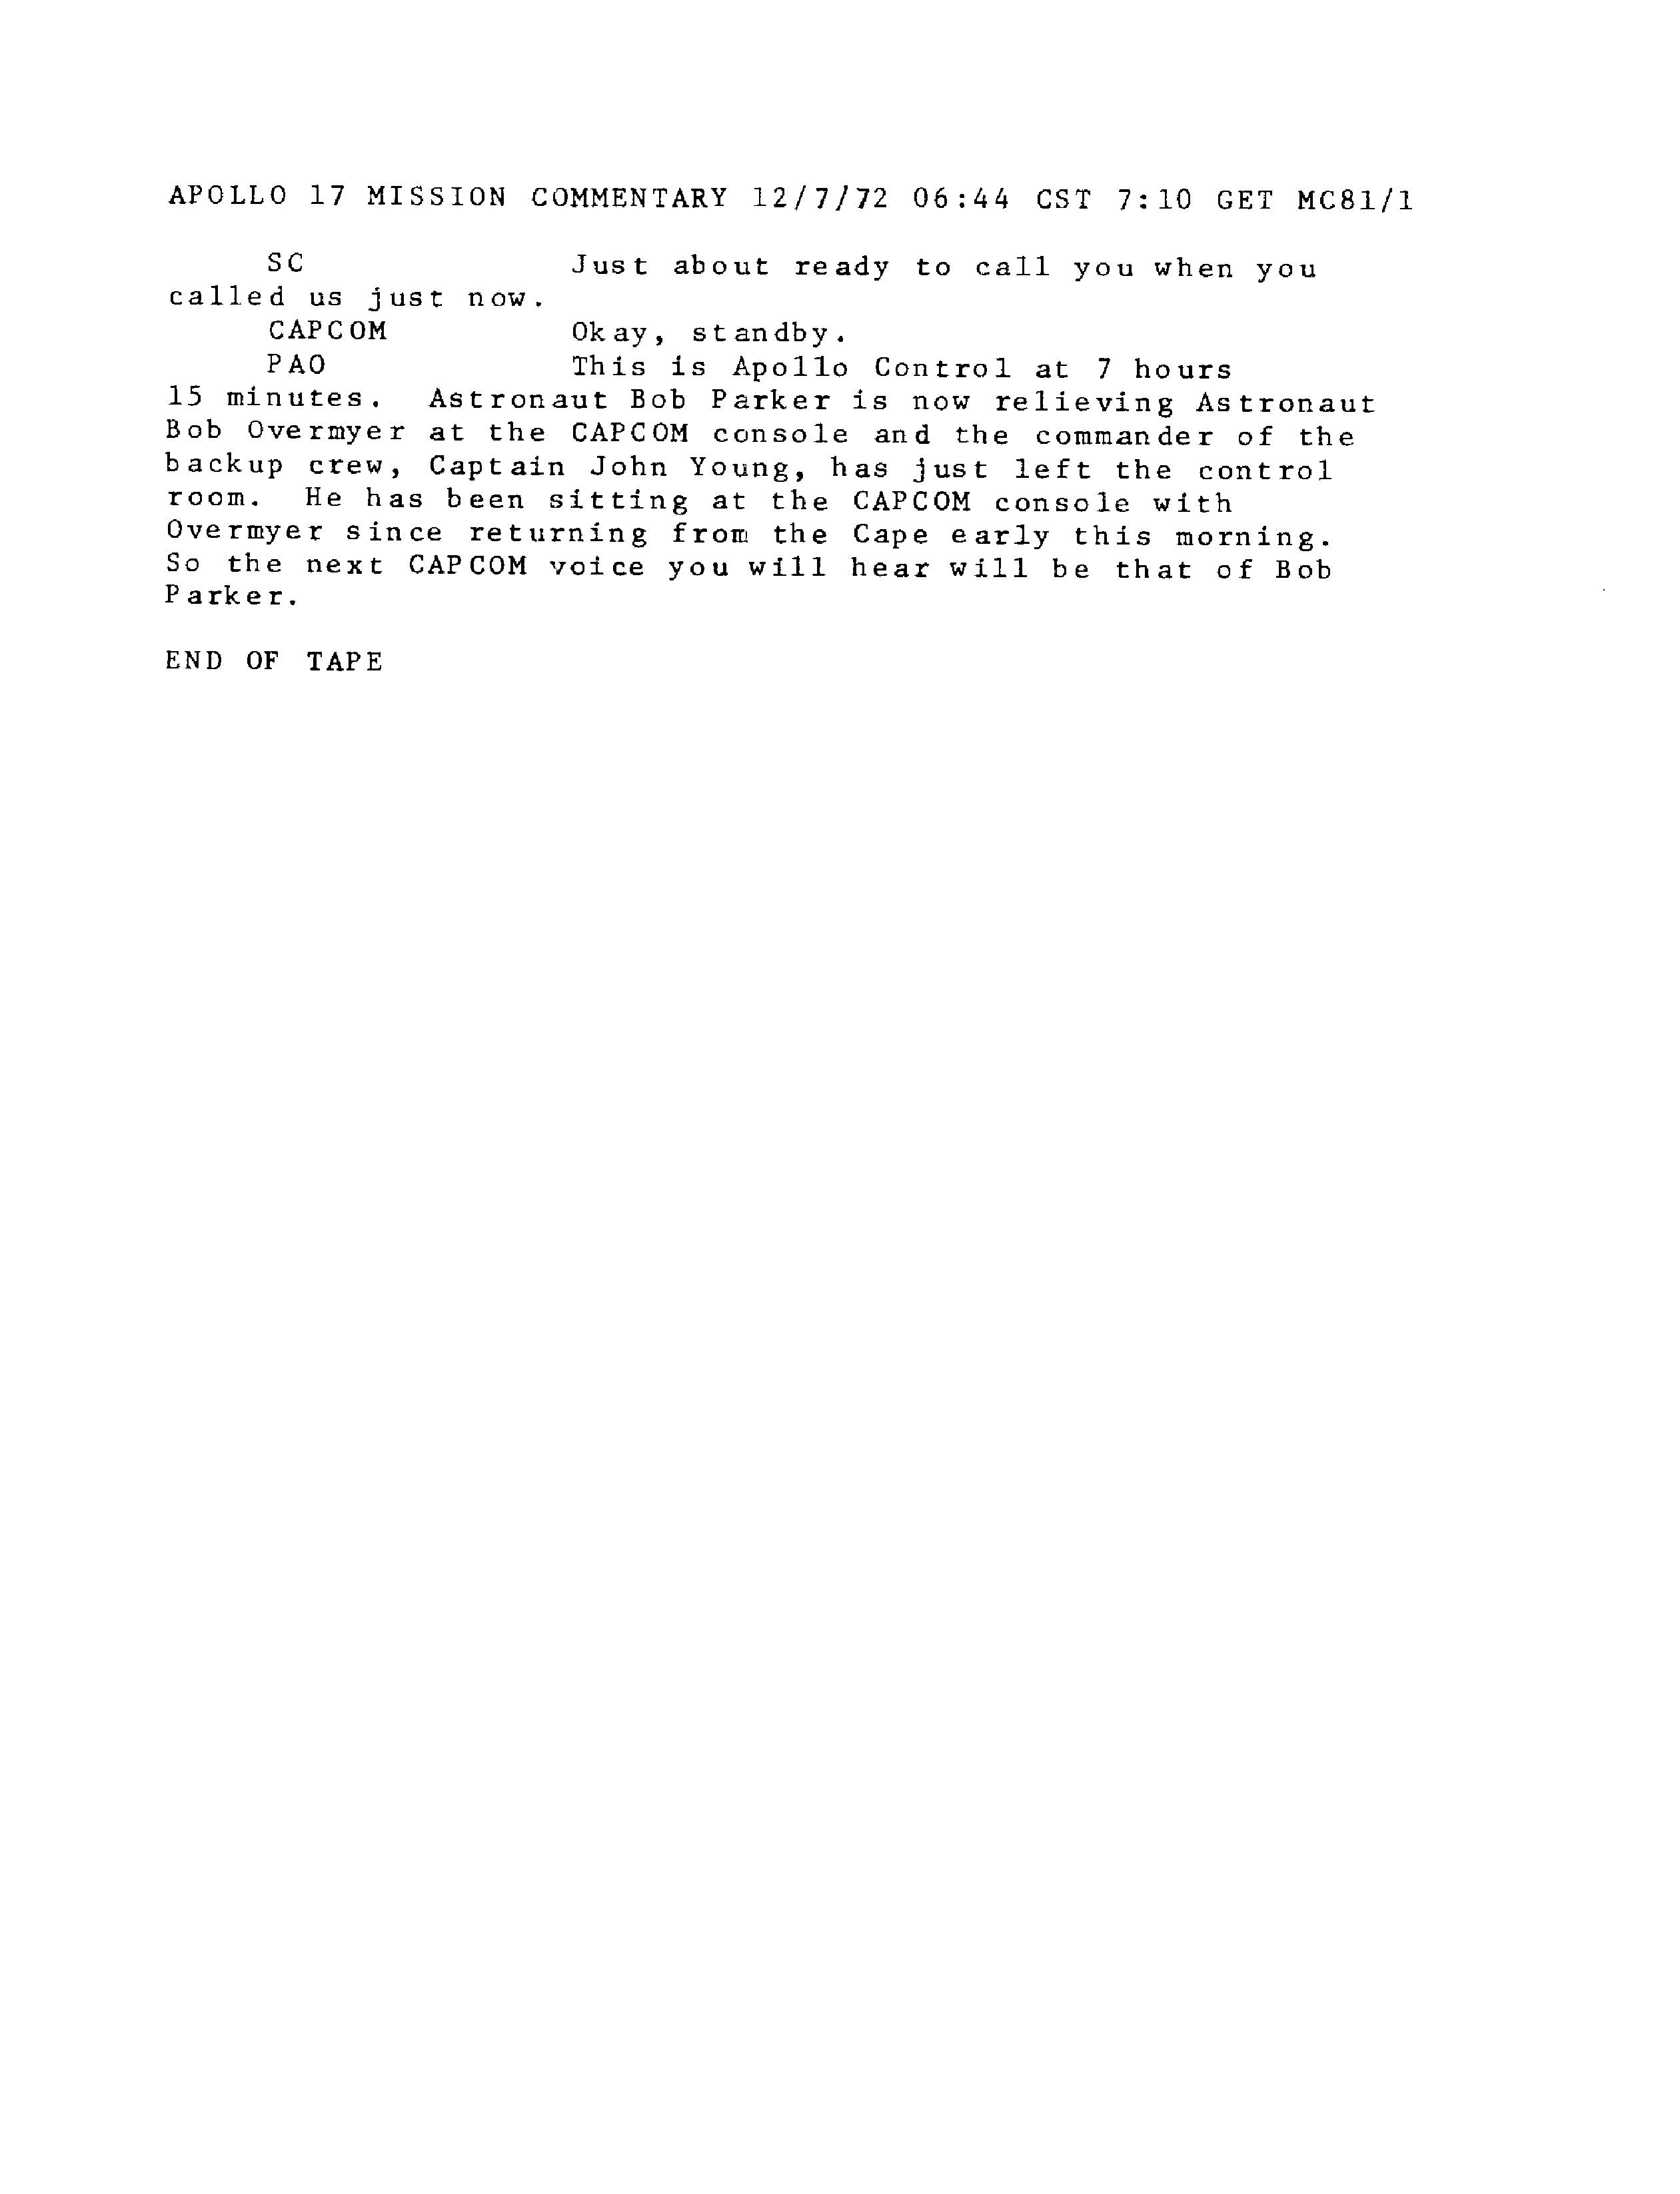 APOLLO 17 MISSION COMMENTARY 12/7/72 06:44 CST 7:10 GET MC81/1
SC Just about ready to call you when you
called us just now.
CAPCOM Okay, standby.
PAO This is Apollo Control at 7 hours
15 minutes. Astronaut Bob Parker is now relieving Astronaut
Bob Overmyer at the CAPCOM console and the commander of the
backup crew, Captain John Young, has just left the control
room. He has been sitting at the CAPCOM console with
Overmyer since returning from the Cape early this morning.
So the next CAPCOM voice you will hear will be that of Bob
Parker.
END OF TAPE